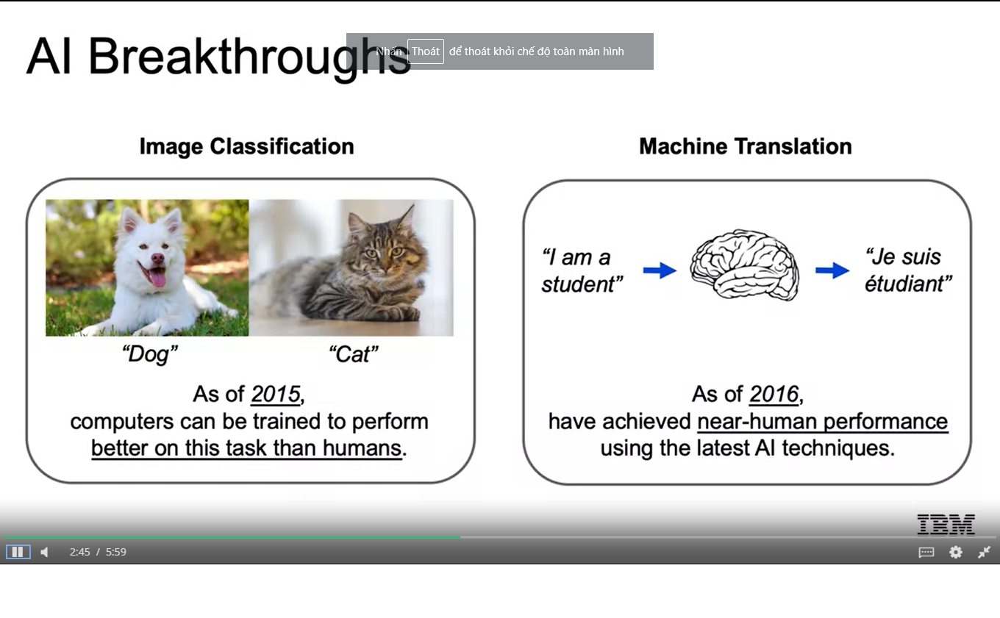 AI Breakthroughs
Nhấn Thoát để thoát khỏi chế độ toàn màn hình
Image Classification
“Dog”
“Cat”
As of 2015,
computers can be trained to perform
better on this task than humans.
Machine Translation
“I am a
student”
“Je suis
étudiant”
As of 2016,
have achieved near-human performance
using the latest AI techniques.
IBM
2:45 / 5:59